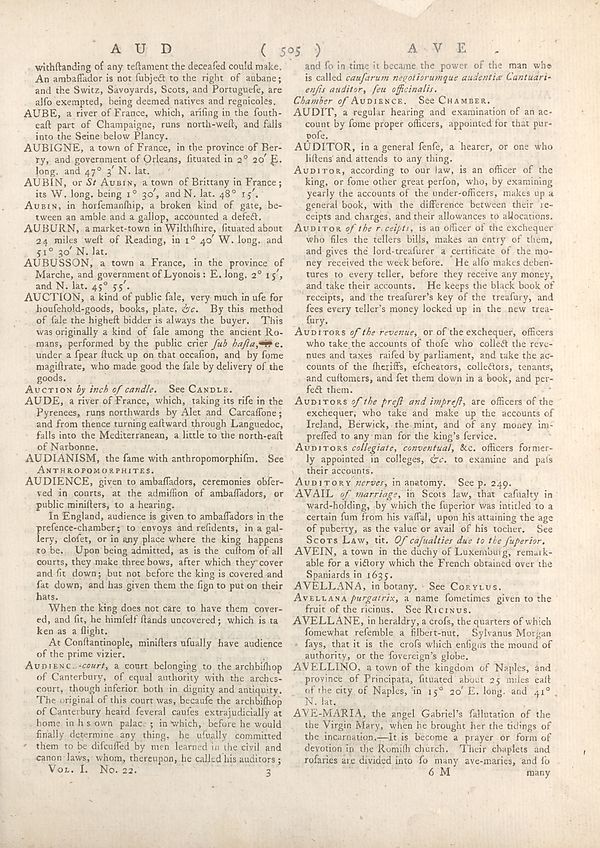 A U D
( 505 )
A V E
withſtanding of any teſtament the deceaſed could make.
An ambaſſador is not ſubject to the right of aubane;
and the Switz, Savoyards, Scots, and Portugueſe, are
alſo exempted, being deemed natives and regnicoles.
AUBE, a river of France, which, ariſing in the ſouth-
eaſt part of Champaigne, runs north-weſt, and falls
into the Seine below Plancy.
AUBIGNE, a town of France, in the province of Ber-
ry, and government of Orleans, ſituated in 2° 20′ E.
long. and 47° 3′ N. lat.
AUBIN, or St Aubin, a town of Brittany in France;
its W. long. being 1° 30′, and N. lat. 48° 15′.
Aubin, in horſemanſhip, a broken kind of gate, be-
tween an amble and a gallop, accounted a defect.
AUBURN, a market-town in Wiltſhire, ſituated about
24 miles weſt of Reading, in 1° 40′ W. long. and
51° 30′ N. lat.
AUBUSSON, a town a France, in the province of
Marche, and government of Lyonois: E. long. 2° 15′,
and N. lat. 45° 55′.
AUCTION, a kind of public ſale, very much in uſe for
houſehold-goods, books, plate, &c. By this method
of ſale the higheſt bidder is always the buyer. This
was originally a kind of ſale among the ancient Ro-
mans, performed by the public crier ſub haſta, e.
under a ſpear ſtuck up on that occaſion, and by ſome
magiſtrate, who made good the ſale by delivery of the
goods.
Auction by inch of candle. See Candle.
AUDE, a river of France, which, taking its riſe in the
Pyrenees, runs northwards by Alet and Carcaſſone;
and from thence turning eaſtward through Languedoc,
falls into the Mediterranean, a little to the north-eaſt
of Narbonne.
AUDIANISM, the ſame with anthropomorphiſm. See
Anthropomorphites.
AUDIENCE, given to ambaſſadors, ceremonies obſer-
ved in courts, at the admiſſion of ambaſſadors, or
public miniſters, to a hearing.
In England, audience is given to ambaſſadors in the
preſence-chamber; to envoys and reſidents, in a gal-
lery, cloſet, or in any place where the king happens
to be. Upon being admitted, as is the cuſtom of all
courts, they make three bows, after which they cover
and ſit down; but not before the king is covered and
ſat down, and has given them the ſign to put on their
hats.
When the king does not care to have them cover-
ed, and ſit, he himſelf ſtands uncovered; which is ta
ken as a ſlight.
At Conſtantinople, miniſters uſually have audience
of the prime vizier.
Audience-court, a court belonging to the archbiſhop
of Canterbury, of equal authority with the arches-
court, though inferior both in dignity and antiquity.
The original of this court was, becauſe the archbiſhop
of Canterbury heard ſeveral cauſes extrajudicially at
home in h s own palac ; in which, before he would
finally determine any thing, he uſually committed
them to be diſcuſſed by men learned in the civil and
canon laws, whom, thereupon, he called his auditors;
Vol. I. No. 22.
3
and ſo in time it became the power of the man who
is called cauſarum negotiorumque audentiæ Cantuari-
enſis auditor, ſeu officinalis.
Chamber of Audience. See Chamber.
AUDIT, a regular hearing and examination of an ac-
count by ſome proper officers, appointed for that pur-
poſe.
AUDITOR, in a general ſenſe, a hearer, or one who
liſtens and attends to any thing.
Auditor, according to our law, is an officer of the
king, or ſome other great perſon, who, by examining
yearly the accounts of the under-officers, makes up a
general book, with the difference between their re-
ceipts and charges, and their allowances to allocations.
Auditor of the r.ceipts, is an officer of the exchequer
who files the tellers bills, makes an entry of them,
and gives the lord-treaſurer a certificate of the mo-
ney received the week before. He alſo makes deben-
tures to every teller, before they receive any money,
and take their accounts. He keeps the black book of
receipts, and the treaſurer's key of the treaſury, and
ſees every teller's money locked up in the new trea-
ſury.
Auditors of the revenue, or of the exchequer, officers
who take the accounts of thoſe who collect the reve-
nues and taxes raiſed by parliament, and take the ac-
counts of the ſheriffs, eſcheators, collectors, tenants,
and cuſtomers, and ſet them down in a book, and per-
fect them.
Auditors of the preſt and impreſt, are officers of the
exchequer, who take and make up the accounts of
Ireland, Berwick, the mint, and of any money im-
preſſed to any man for the king's ſervice.
Auditors collegiate, conventual, &c. officers former-
ly appointed in colleges, &c. to examine and paſs
their accounts.
Auditory nerves, in anatomy. See p. 249.
AVAIL of marriage, in Scots law, that caſualty in
ward-holding, by which the ſuperior was intitled to a
certain ſum from his vaſſal, upon his attaining the age
of puberty, as the value or avail of his tocher. See
Scots Law, tit. Of caſualties due to the ſuperior.
AVEIN, a town in the duchy of Luxemburg, remark-
able for a victory which the French obtained over the
Spaniards in 1635.
AVELLANA, in botany. See Corylus.
Avellana purgatrix, a name ſometimes given to the
fruit of the ricinus. See Ricinus.
AVELLANE, in heraldry, a croſs, the quarters of which
ſomewhat reſemble a filbert-nut. Sylvanus Morgan
ſays, that it is the croſs which enſigns the mound of
authority, or the ſovereign's globe.
AVELLINO, a town of the kingdom of Naples, and
province of Principata, ſituated about 25 miles eaſt
of the city of Naples, in 15° 20′ E. long. and 41°
N. lat.
AVE-MARIA, the angel Gabriel's ſalutation of the
the Virgin Mary, when he brought her the tidings of
the incarnation.—It is become a prayer or form of
devotion in the Romiſh church. Their chaplets and
roſaries are divided into ſo many ave-maries, and ſo
6 M
many